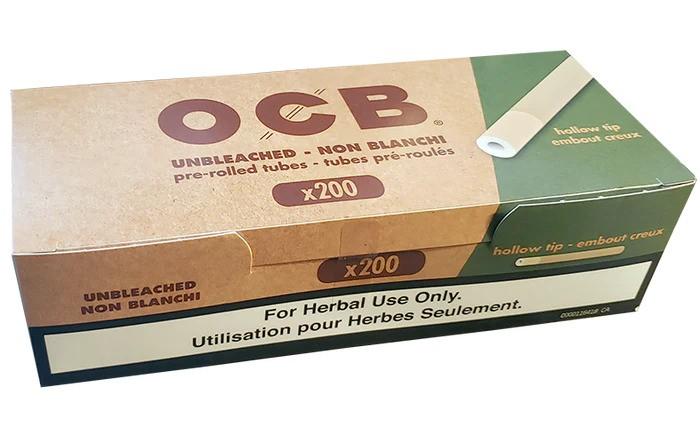 OCB®
UNBLEACHED - NON BLANCHI
pre-rolled tubes - tubes pré-roulés
x200
hollow tip
embout creux
hollow tip - embout creux
x200
UNBLEACHED
NON BLANCHI
For Herbal Use Only.
Utilisation pour Herbes Seulement.